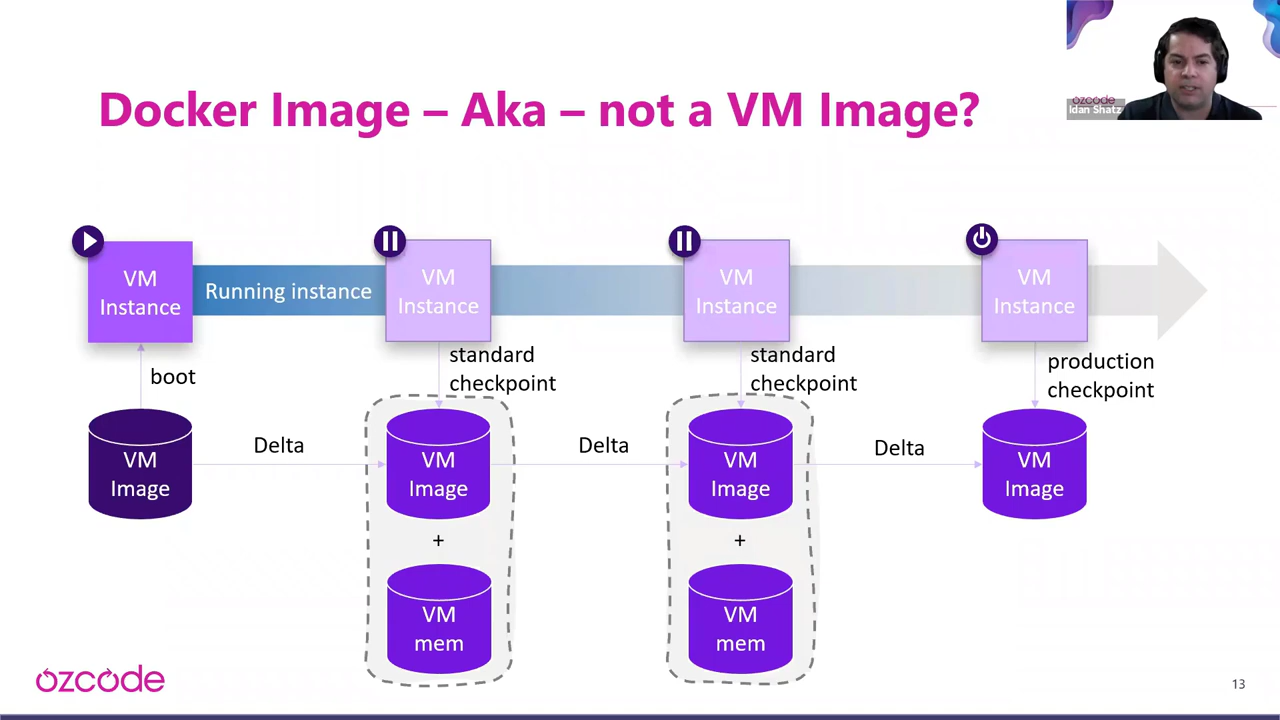 Docker Image – Aka – not a VM Image?
ozcode
Idan Shatz
VM
Instance
Running instance
VM
Instance
VM
Instance
VM
Instance
boot
standard
checkpoint
standard
checkpoint
production
checkpoint
VM
Image
Delta
VM
Image
Delta
VM
Image
Delta
VM
Image
+
+
VM
mem
VM
mem
ozcode
13